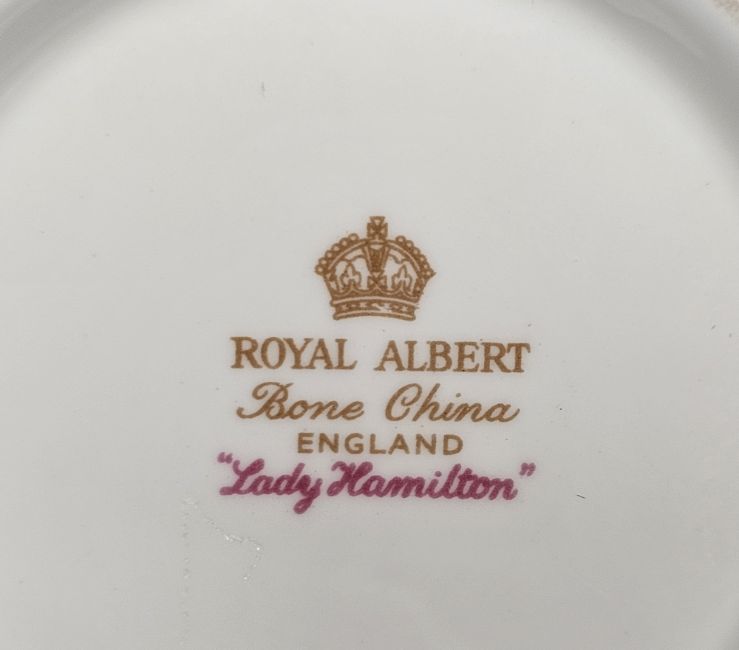 ROYAL ALBERT
Bone China
ENGLAND
"Lady Hamilton"